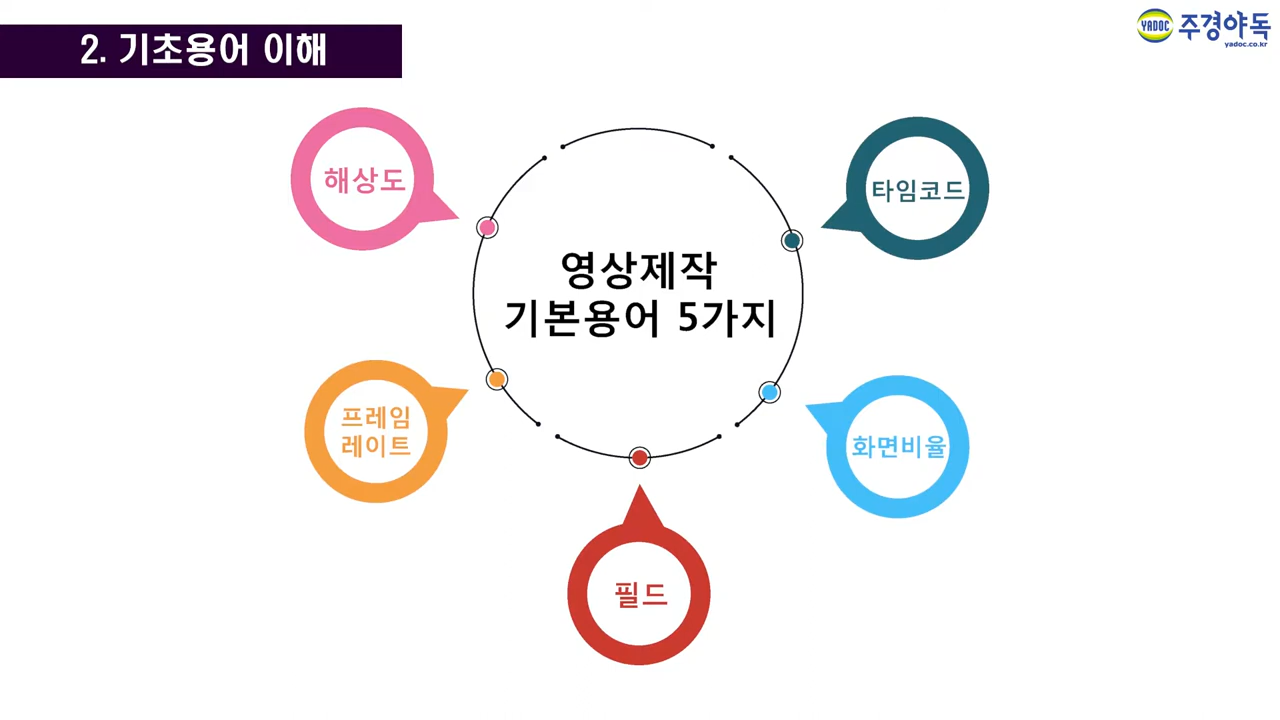 2. 기초용어 이해
YADOC 주경야독
yadoc.co.kr
해상도
타임코드
영상제작
기본용어 5가지
프레임
레이트
화면비율
필드